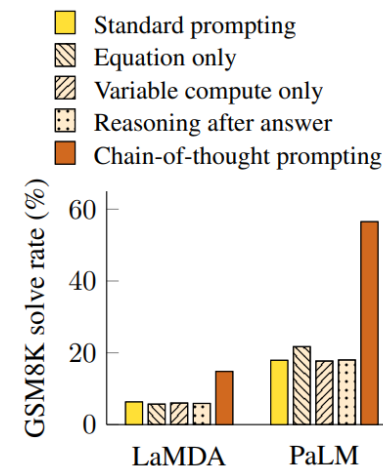 Standard prompting
Equation only
Variable compute only
Reasoning after answer
Chain-of-thought prompting
GSM8K solve rate (%)
60
40
20
0
LaMDA
PaLM